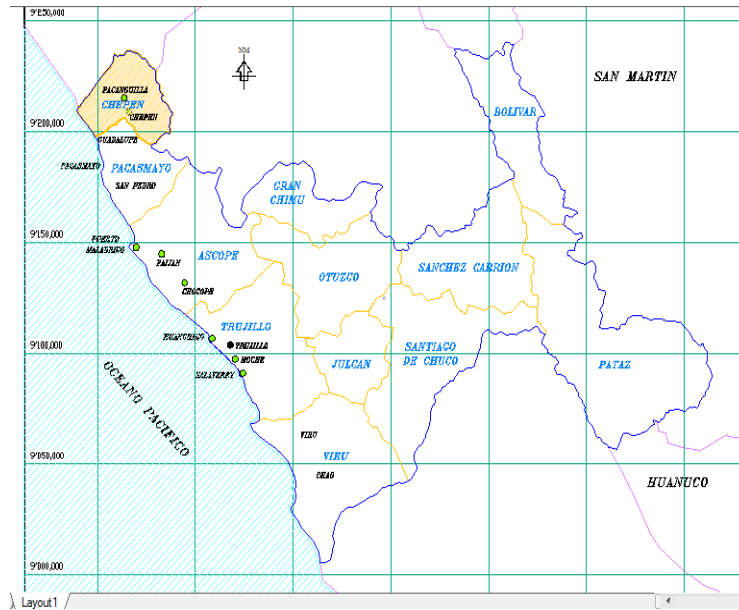 9'E50,000
NM
SAN MARTIN
PACANGUILLA
CHEPEN
CHEPEN
BOLIVAR
9'200,000
GUADALUPE
PACASMAYO
PACASMAYO
SAN PEDRO
GRAN
CHIMU
9'150,000
PUERTO
MALABRIGO
PAIJAN
ASCOPE
OTUZCO
SANCHEZ CARRION
CHOCOPE
TRUJILLO
HUANCHACO
TRUJILLO
9'100,000
MOCHE
SALAVERRY
JULCAN
SANTIAGO
DE CHUCO
PATAZ
OCEANO PACIFICO
VIRU
VIRU
CHAO
9'050,000
HUANUCO
9'000,000
Layout1